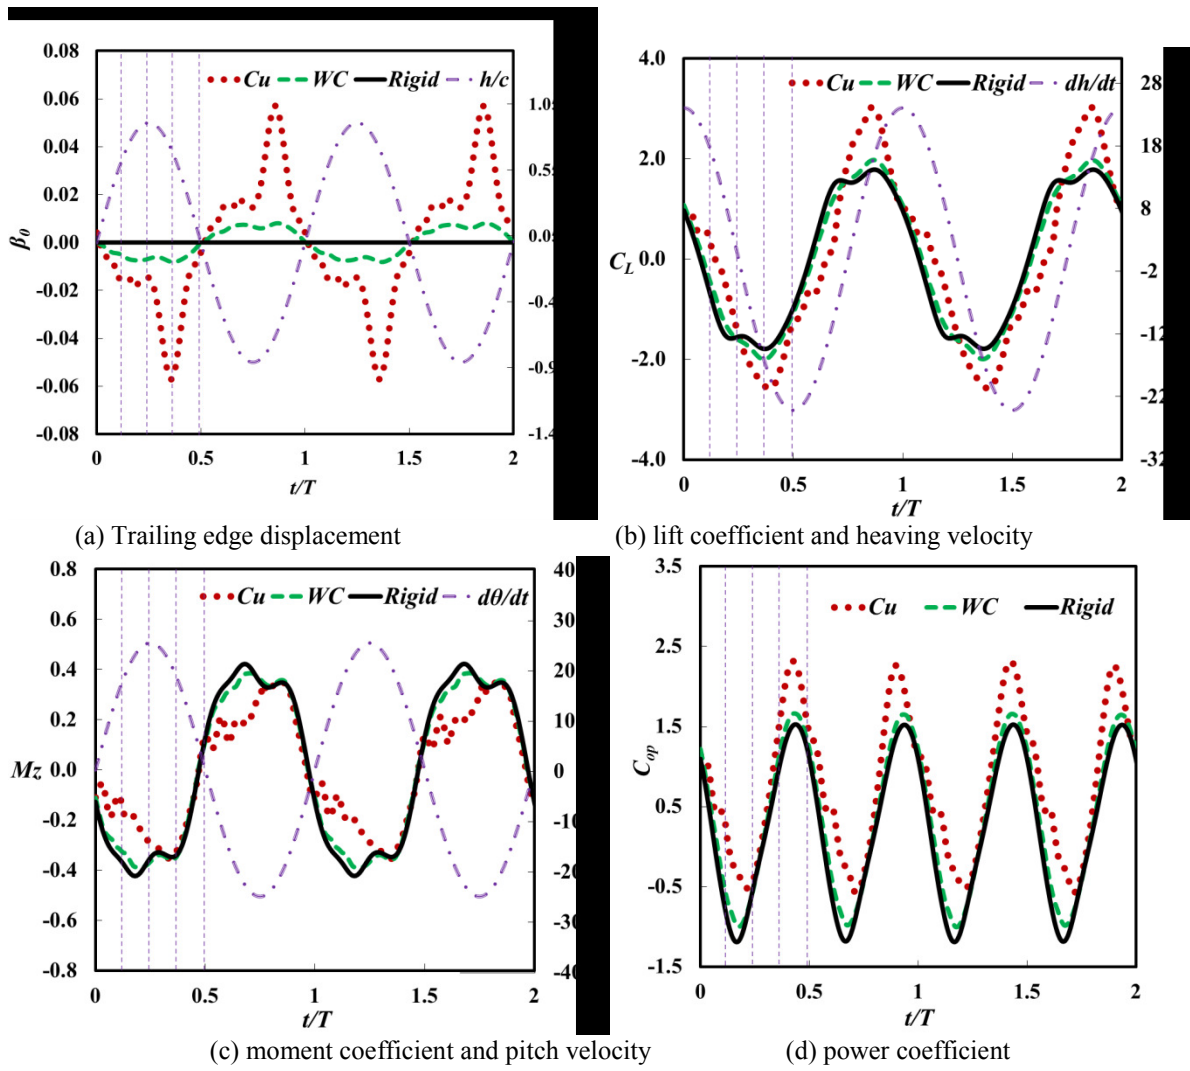 0.08
0.06
0.04
0.02
0.00
-0.02
-0.04
-0.06
-0.08
β0
Cu WC Rigid h/c
1.09
0.59
0.09
-0.4
-0.9
-1.4
0 0.5 1 1.5 2
t/T
(a) Trailing edge displacement
4.0
2.0
0.0
-2.0
-4.0
CL
Cu WC Rigid dh/dt
28
18
8
-2
-12
-22
-32
0 0.5 1 1.5 2
t/T
(b) lift coefficient and heaving velocity
0.8
0.6
0.4
0.2
0.0
-0.2
-0.4
-0.6
-0.8
Mz
Cu WC Rigid dθ/dt
40
30
20
10
0
-10
-20
-30
-40
0 0.5 1 1.5 2
t/T
(c) moment coefficient and pitch velocity
3.5
2.5
1.5
0.5
-0.5
-1.5
Cop
Cu WC Rigid
0 0.5 1 1.5 2
t/T
(d) power coefficient